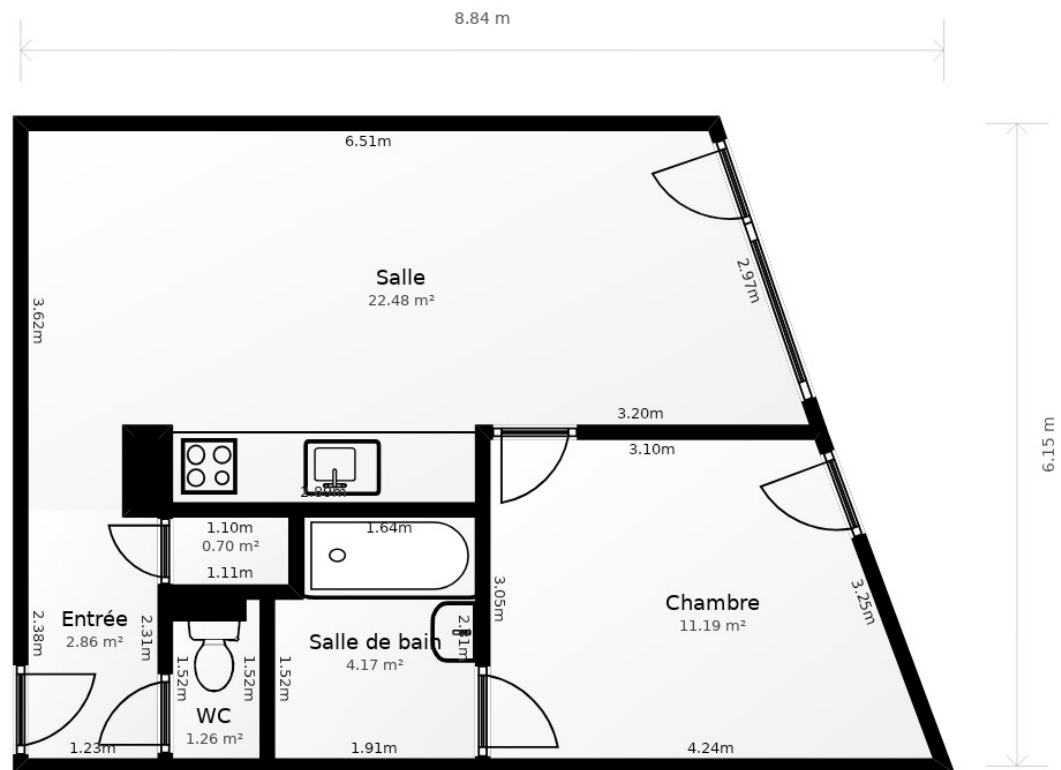 8.84 m
6.51m
Salle
22.48 m²
2.97m
3.62m
6.15 m
3.20m
3.10m
1.10m
0.70 m²
1.11m
1.64m
3.05m
3.25m
Chambre
11.19 m²
Entrée
2.86 m²
2.38m
2.31m
Salle de bain
4.17 m²
1.52m
1.52m
1.52m
WC
1.26 m²
1.23m
1.91m
4.24m